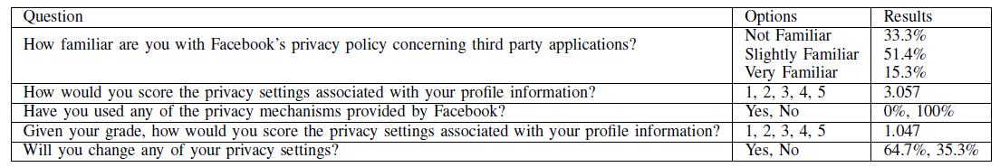 Question Options Results
How familiar are you with Facebook's privacy policy concerning third party applications? Not Familiar 33.3%
Slightly Familiar 51.4%
Very Familiar 15.3%
How would you score the privacy settings associated with your profile information? 1, 2, 3, 4, 5 3.057
Have you used any of the privacy mechanisms provided by Facebook? Yes, No 0%, 100%
Given your grade, how would you score the privacy settings associated with your profile information? 1, 2, 3, 4, 5 1.047
Will you change any of your privacy settings? Yes, No 64.7%, 35.3%